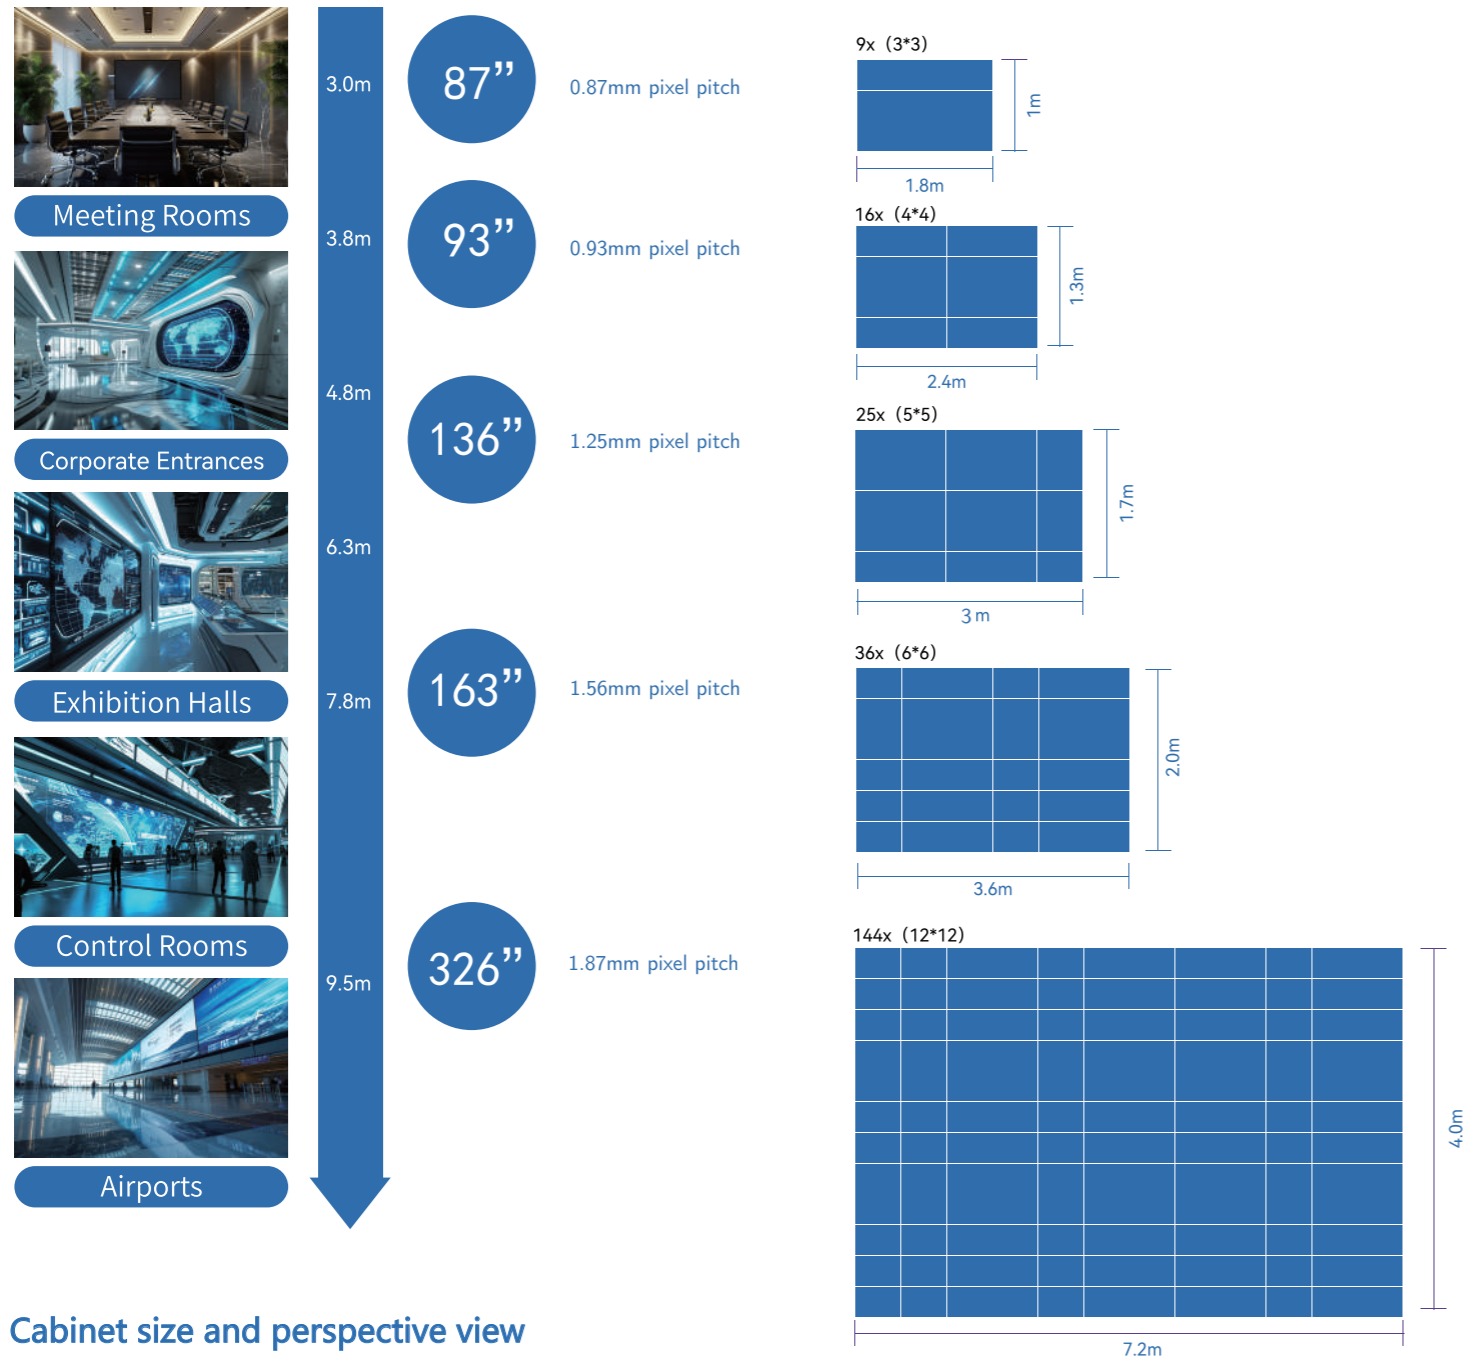 Meeting Rooms
Corporate Entrances
Exhibition Halls
Control Rooms
Airports
3.0m
3.8m
4.8m
6.3m
7.8m
9.5m
87”
0.87mm pixel pitch
93”
0.93mm pixel pitch
136”
1.25mm pixel pitch
163”
1.56mm pixel pitch
326”
1.87mm pixel pitch
9x（3*3）
1m
1.8m
16x（4*4）
1.3m
2.4m
25x（5*5）
1.7m
3 m
36x（6*6）
2.0m
3.6m
144x（12*12）
4.0m
7.2m
Cabinet size and perspective view